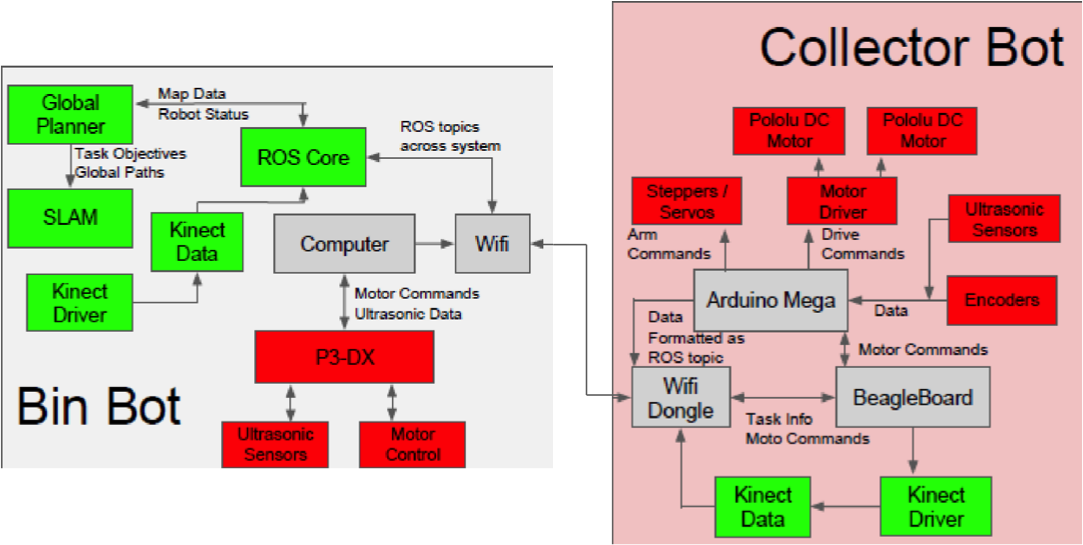 Collector Bot
Global
Planner
Map Data
Robot Status
ROS Core
ROS topics
across system
Task Objectives
Global Paths
SLAM
Kinect
Data
Computer
Wifi
Kinect
Driver
Motor Commands
Ultrasonic Data
P3-DX
Bin Bot
Ultrasonic
Sensors
Motor
Control
Pololu DC
Motor
Pololu DC
Motor
Steppers /
Servos
Motor
Driver
Ultrasonic
Sensors
Arm
Commands
Drive
Commands
Arduino Mega
Data
Encoders
Data
Formatted as
ROS topic
Motor Commands
Wifi
Dongle
BeagleBoard
Task Info
Moto Commands
Kinect
Data
Kinect
Driver